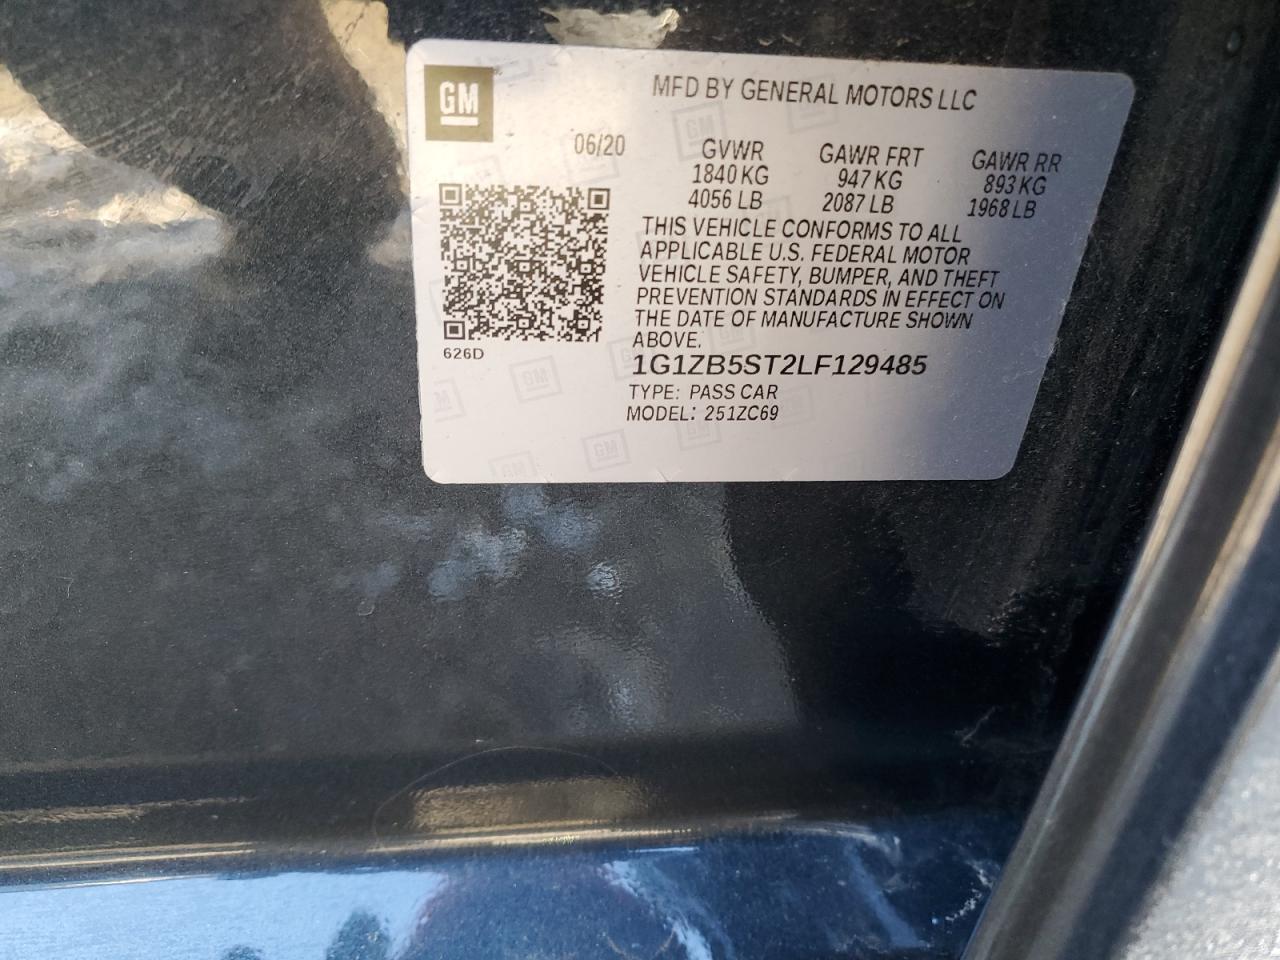 GM
MFD BY GENERAL MOTORS LLC
06/20
GVWR GAWR FRT GAWR RR
1840 KG 947 KG 893 KG
4056 LB 2087 LB 1968 LB
THIS VEHICLE CONFORMS TO ALL
APPLICABLE U.S. FEDERAL MOTOR
VEHICLE SAFETY, BUMPER, AND THEFT
PREVENTION STANDARDS IN EFFECT ON
THE DATE OF MANUFACTURE SHOWN
ABOVE.
626D
1G1ZB5ST2LF129485
TYPE: PASS CAR
MODEL: 251ZC69